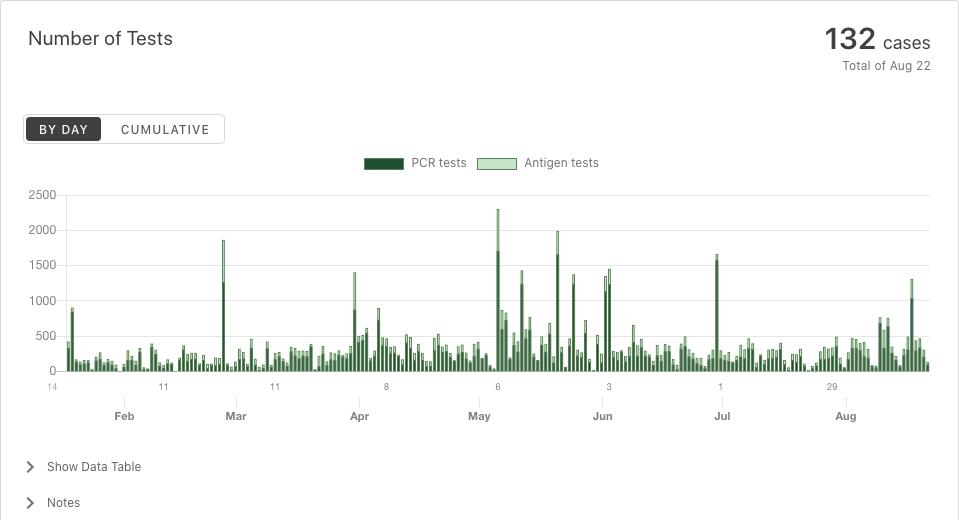 Number of Tests
132 cases
Total of Aug 22
BY DAY CUMULATIVE
PCR tests Antigen tests
2500
2000
1500
1000
500
0
14 11 11 8 6 3 1 29
Feb Mar Apr May Jun Jul Aug
Show Data Table
Notes